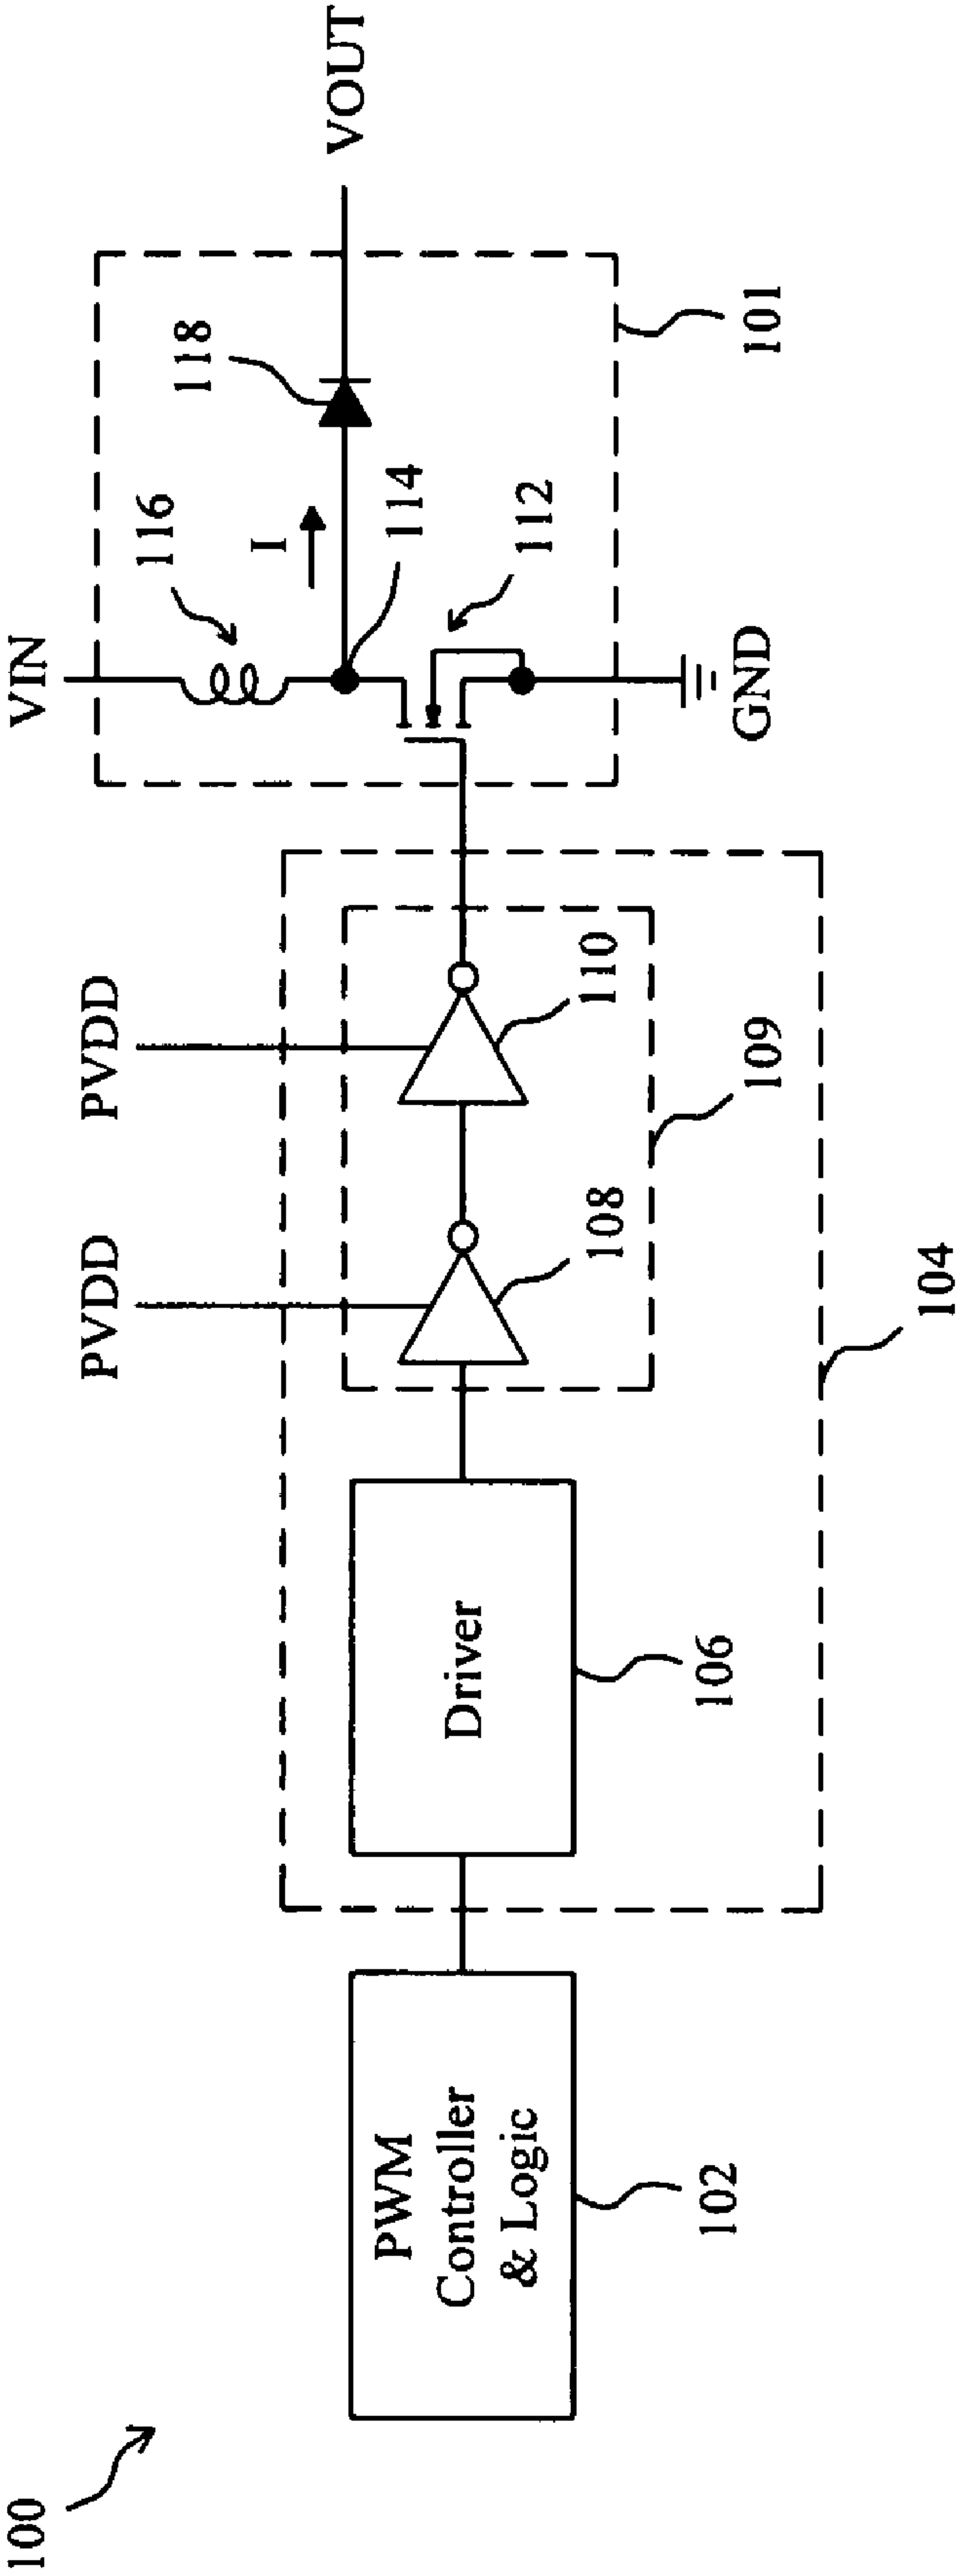 100
PWM
Controller
& Logic
102
Driver
106
104
PVDD
108
109
PVDD
110
VIN
116
I
118
114
112
GND
101
VOUT